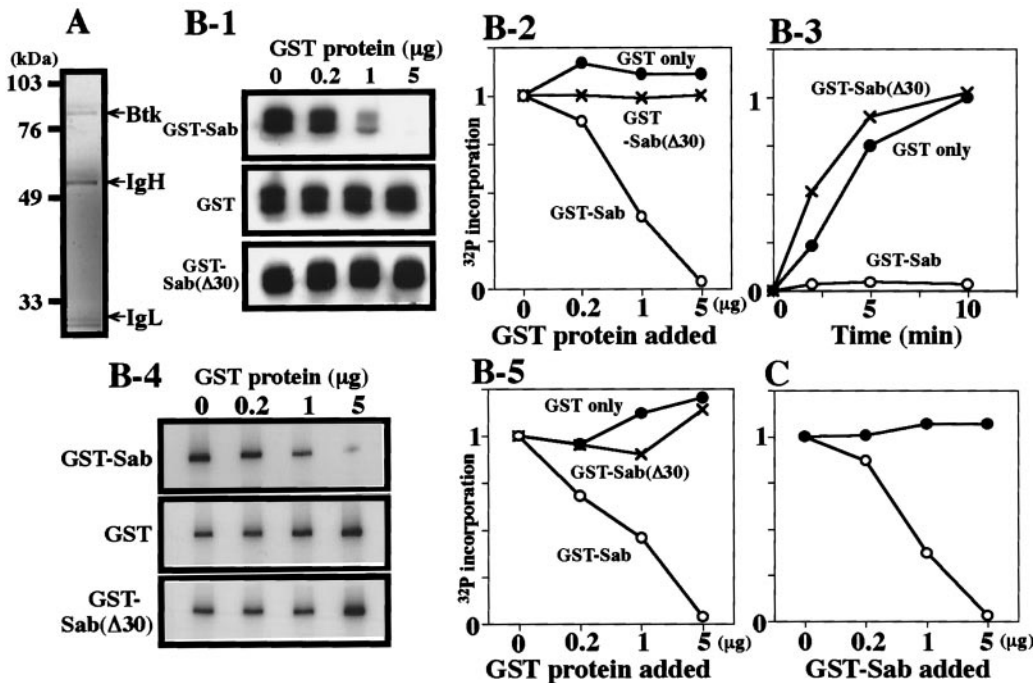 A
(kDa)
103
76
49
33
Btk
IgH
IgL
B-1
GST protein (μg)
0 0.2 1 5
GST-Sab
GST
GST-
Sab(Δ30)
B-2
GST only
1
GST
-Sab(Δ30)
GST-Sab
32P incorporation
0
0 0.2 1 5 (μg)
GST protein added
B-3
GST-Sab(Δ30)
1
GST only
GST-Sab
0
0 5 10
Time (min)
B-4
GST protein (μg)
0 0.2 1 5
GST-Sab
GST
GST-
Sab(Δ30)
B-5
GST only
1
GST-Sab(Δ30)
GST-Sab
32P incorporation
0
0 0.2 1 5 (μg)
GST protein added
C
1
0
0 0.2 1 5 (μg)
GST-Sab added